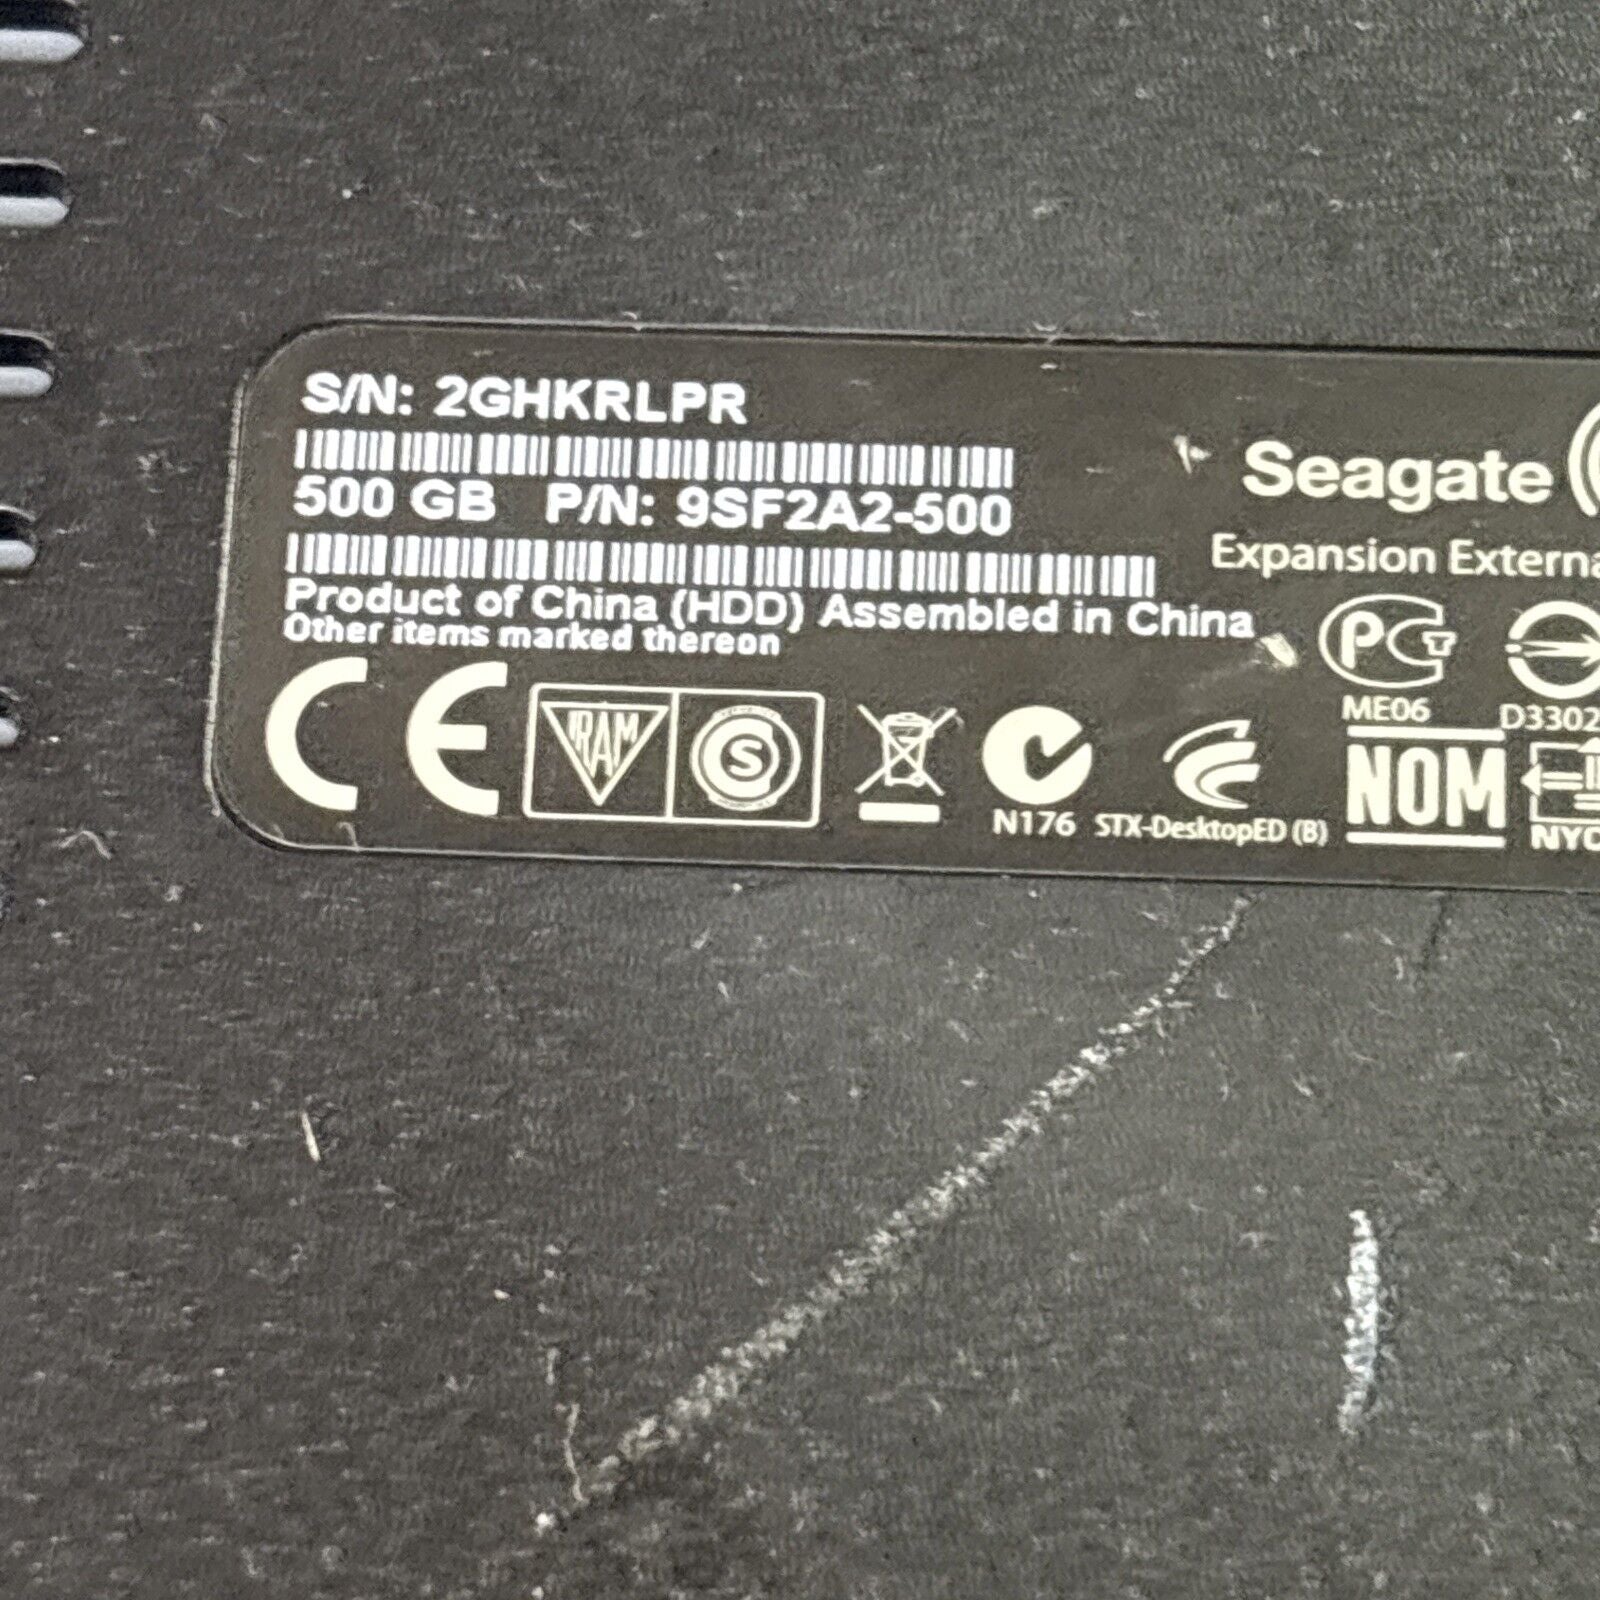 S/N: 2GHKRLPR
500 GB P/N: 9SF2A2-500
Product of China (HDD) Assembled in China
Other items marked thereon
Seagate
Expansion Externa
ME06
D3302
IRAM
S
N176
STX-DesktopED (B)
NOM
NYC